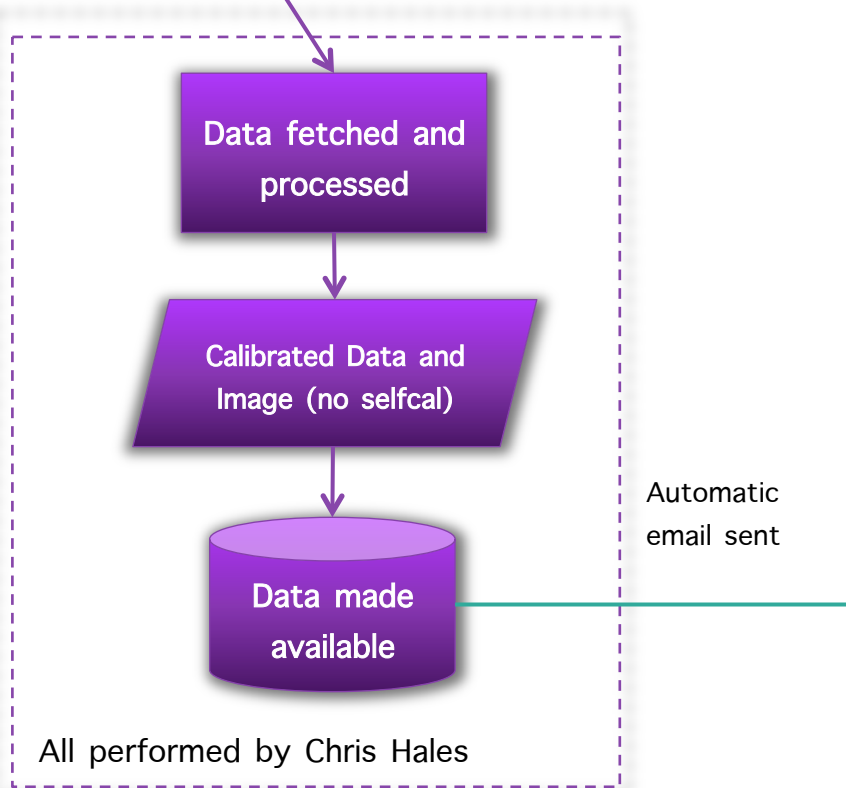 Data fetched and
processed
Calibrated Data and
Image (no selfcal)
Automatic
email sent
Data made
available
All performed by Chris Hales